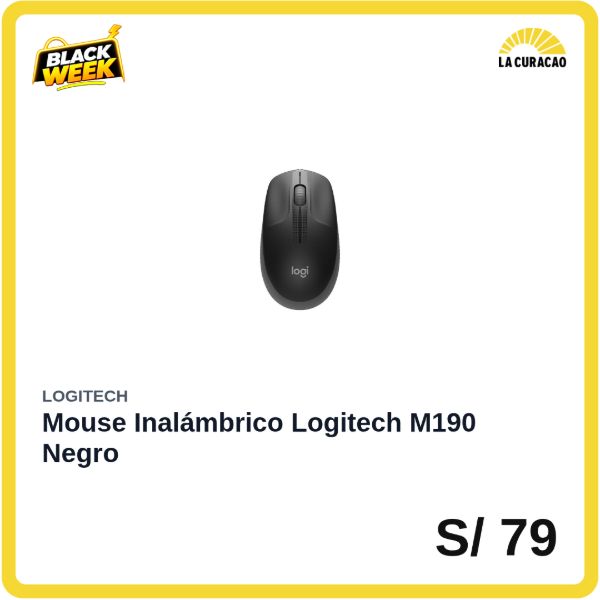 BLACK
WEEK
LA CURACAO
logi
LOGITECH
Mouse Inalámbrico Logitech M190
Negro
S/ 79